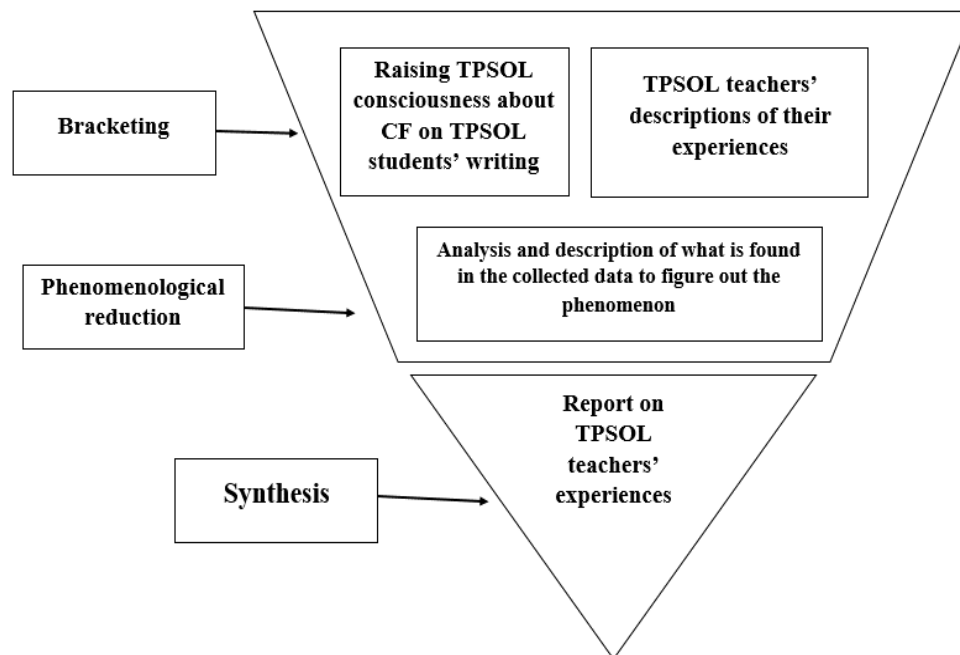 Bracketing
Raising TPSOL
consciousness about
CF on TPSOL
students’ writing
TPSOL teachers’
descriptions of their
experiences
Phenomenological
reduction
Analysis and description of what is found
in the collected data to figure out the
phenomenon
Synthesis
Report on
TPSOL
teachers’
experiences